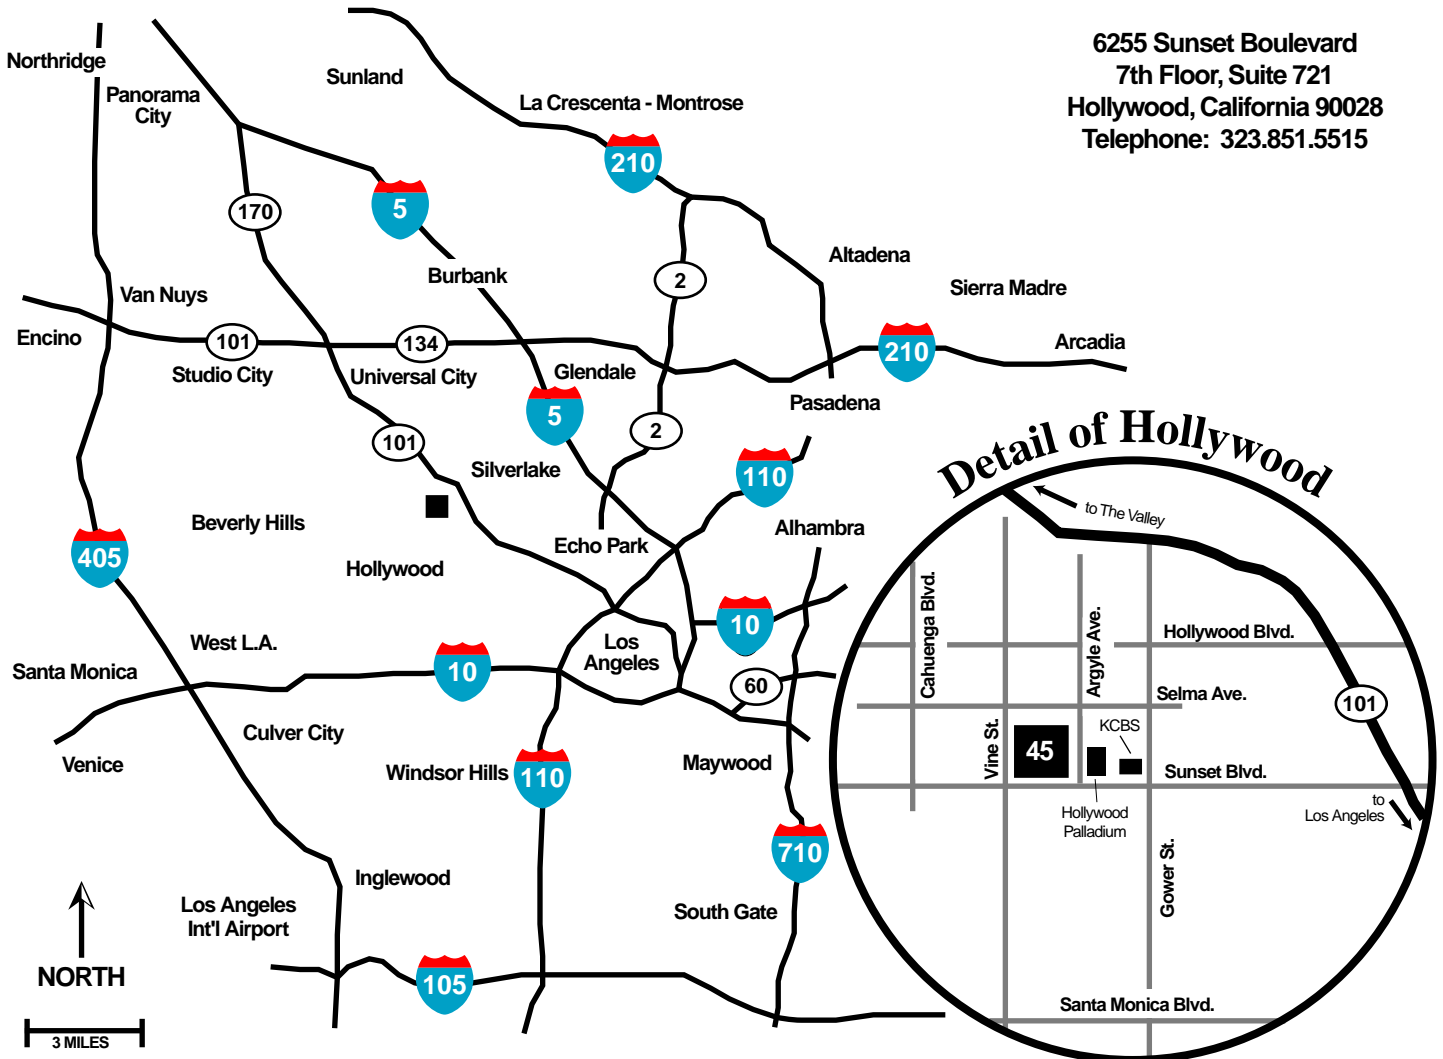 6255 Sunset Boulevard
7th Floor, Suite 721
Hollywood, California 90028
Telephone: 323.851.5515
Northridge
Panorama
City
Sunland
La Crescenta - Montrose
210
170
5
Burbank
2
Altadena
Sierra Madre
Van Nuys
Encino
101
134
210
Arcadia
Studio City
Universal City
Glendale
Pasadena
5
2
101
Silverlake
110
Beverly Hills
Echo Park
Alhambra
405
Hollywood
10
West L.A.
Los
Angeles
Santa Monica
10
60
Culver City
Venice
Windsor Hills
110
Maywood
710
Inglewood
Los Angeles
Int'l Airport
South Gate
105
NORTH
3 MILES
Detail of Hollywood
to The Valley
Cahuenga Blvd.
Argyle Ave.
Hollywood Blvd.
Selma Ave.
101
Vine St.
45
KCBS
Sunset Blvd.
Hollywood
Palladium
to
Los Angeles
Gower St.
Santa Monica Blvd.